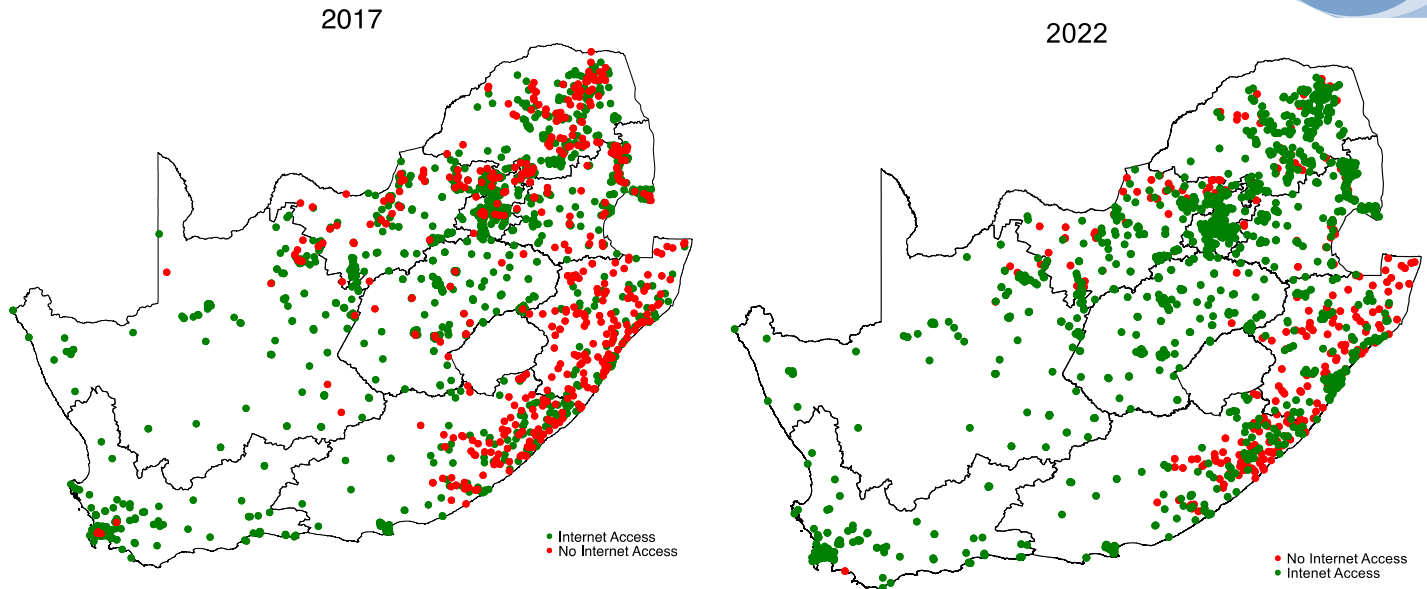 2017
2022
Internet Access
No Internet Access
No Internet Access
Intenet Access